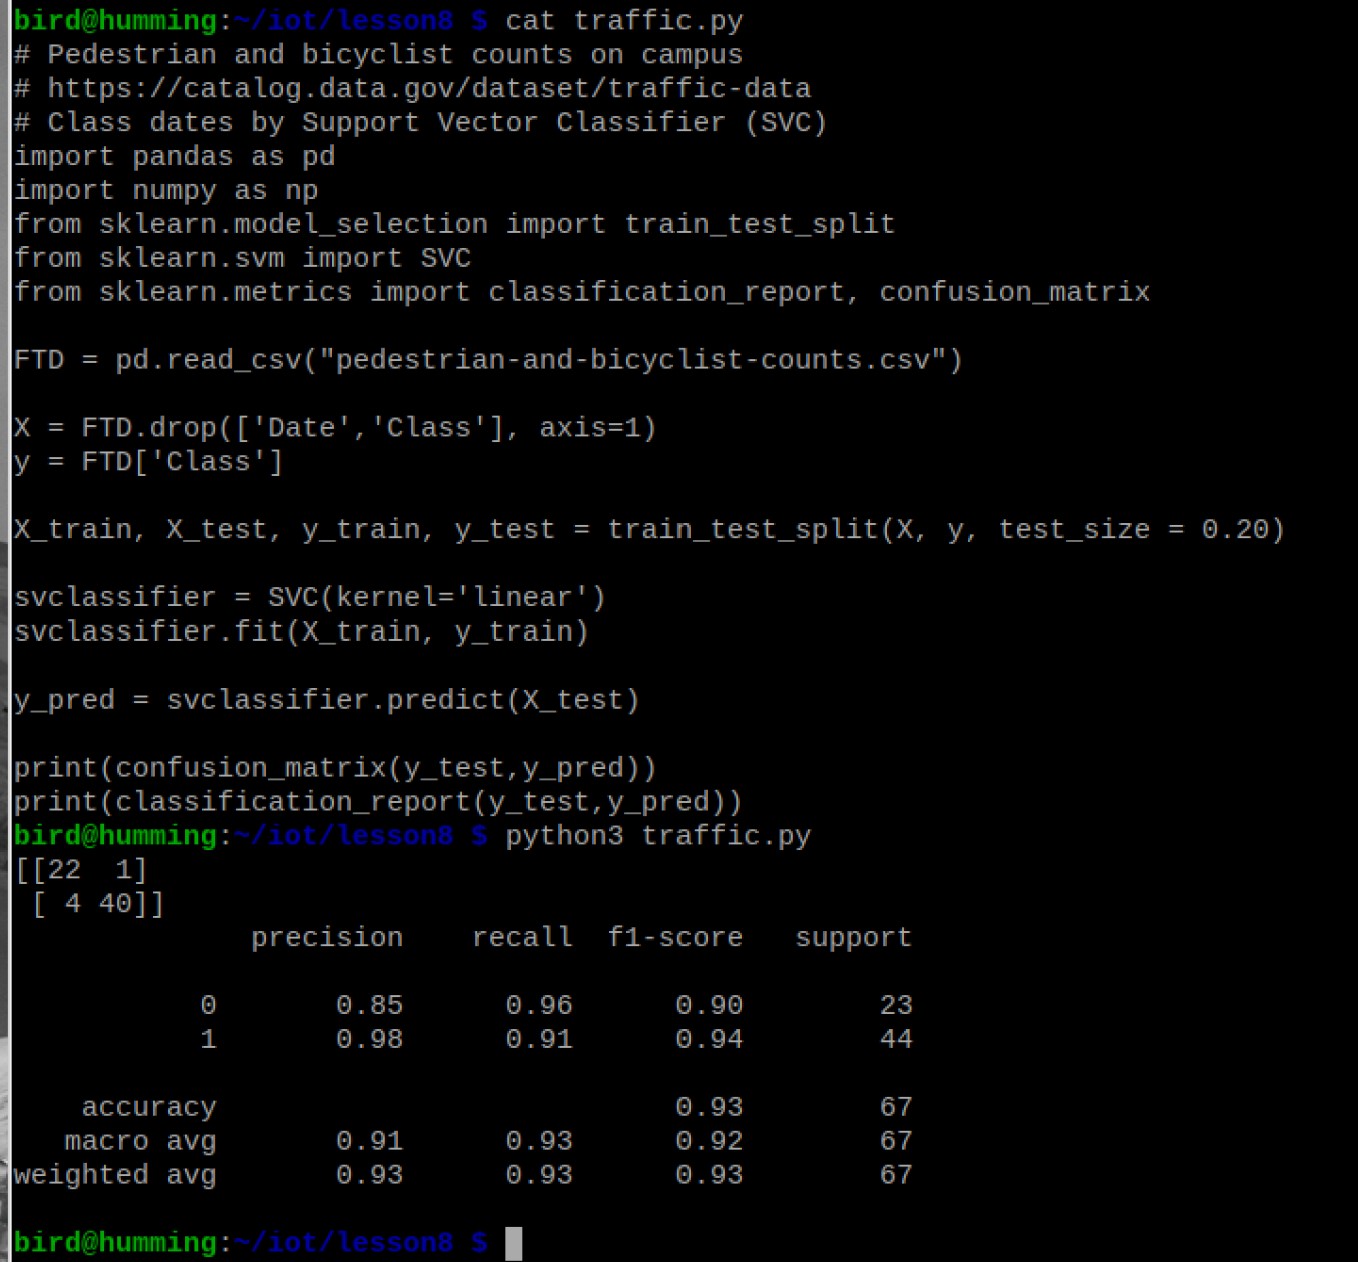 bird@humming:~/iot/lesson8 $ cat traffic.py
# Pedestrian and bicyclist counts on campus
# https://catalog.data.gov/dataset/traffic-data
# Class dates by Support Vector Classifier (SVC)
import pandas as pd
import numpy as np
from sklearn.model_selection import train_test_split
from sklearn.svm import SVC
from sklearn.metrics import classification_report, confusion_matrix

FTD = pd.read_csv("pedestrian-and-bicyclist-counts.csv")

X = FTD.drop(['Date','Class'], axis=1)
y = FTD['Class']

X_train, X_test, y_train, y_test = train_test_split(X, y, test_size = 0.20)

svclassifier = SVC(kernel='linear')
svclassifier.fit(X_train, y_train)

y_pred = svclassifier.predict(X_test)

print(confusion_matrix(y_test,y_pred))
print(classification_report(y_test,y_pred))
bird@humming:~/iot/lesson8 $ python3 traffic.py
[[22  1]
 [ 4 40]]
              precision    recall  f1-score   support

           0       0.85      0.96      0.90        23
           1       0.98      0.91      0.94        44

    accuracy                           0.93        67
   macro avg       0.91      0.93      0.92        67
weighted avg       0.93      0.93      0.93        67

bird@humming:~/iot/lesson8 $